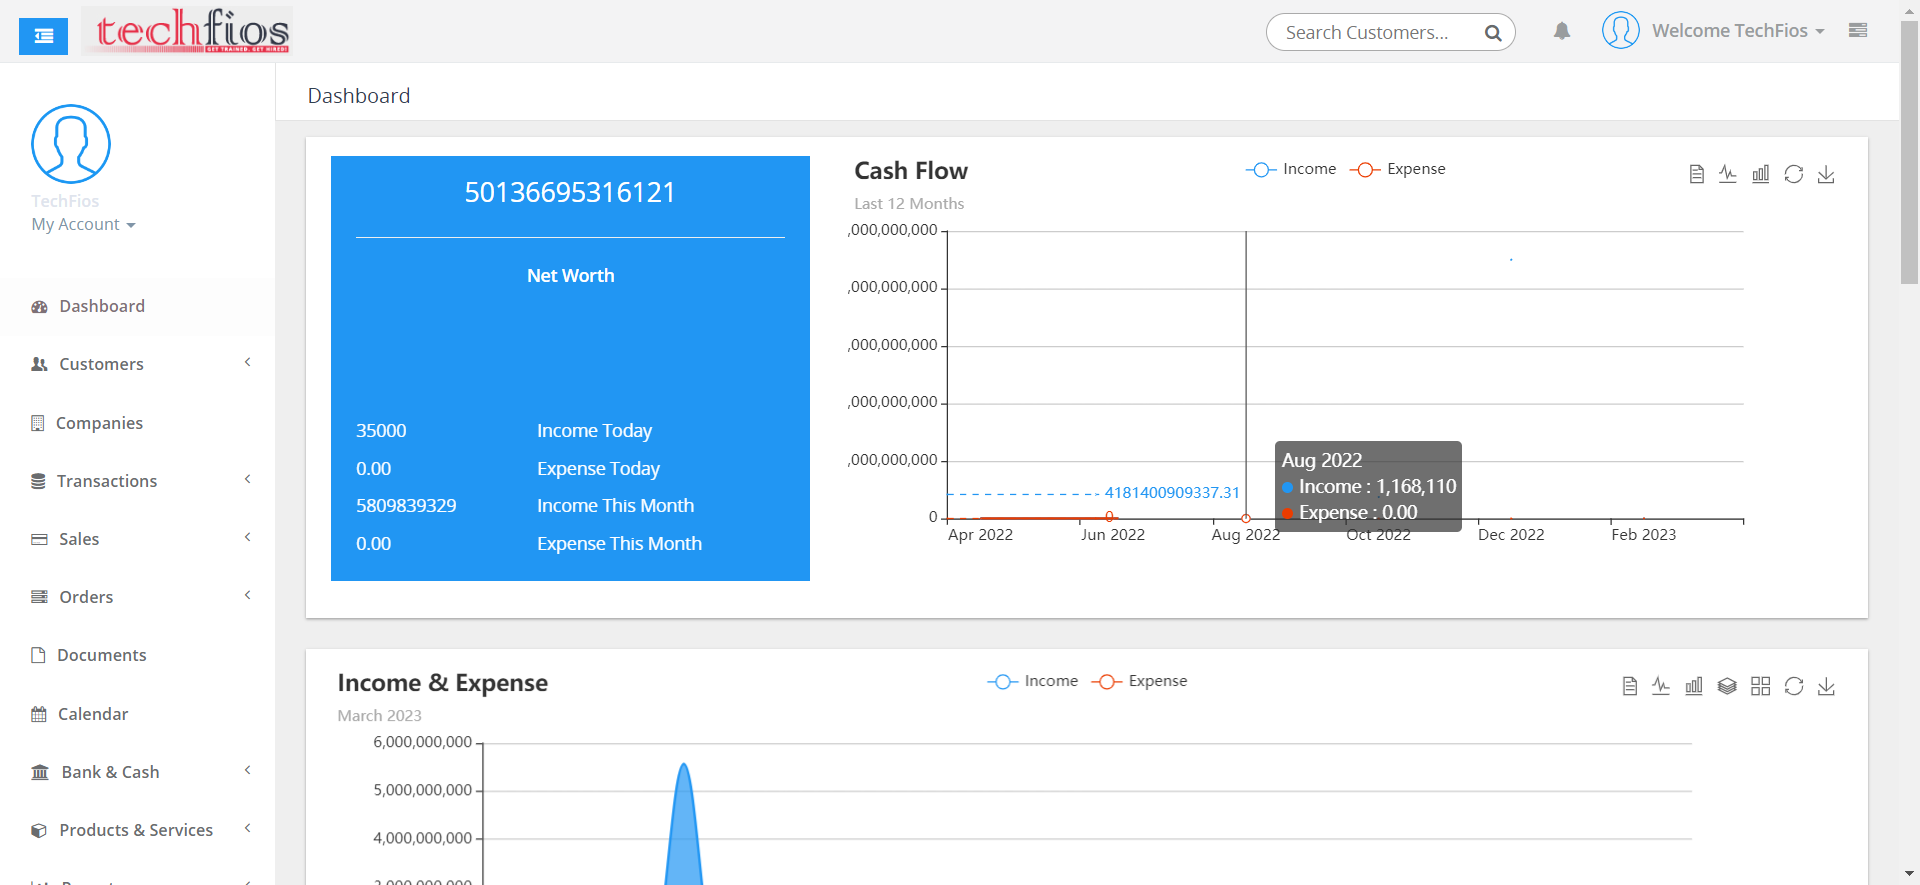 techfios
GET TRAINED. GET HIRED!
Search Customers...
Welcome TechFios
TechFios
My Account
Dashboard
Customers
Companies
Transactions
Sales
Orders
Documents
Calendar
Bank & Cash
Products & Services
Dashboard
50136695316121
Net Worth
35000 Income Today
0.00 Expense Today
5809839329 Income This Month
0.00 Expense This Month
Cash Flow
Last 12 Months
Income Expense
,000,000,000
,000,000,000
,000,000,000
,000,000,000
,000,000,000
0
4181400909337.31
0
Aug 2022
Income : 1,168,110
Expense : 0.00
Apr 2022 Jun 2022 Aug 2022 Oct 2022 Dec 2022 Feb 2023
Income & Expense
March 2023
Income Expense
6,000,000,000
5,000,000,000
4,000,000,000
3,000,000,000